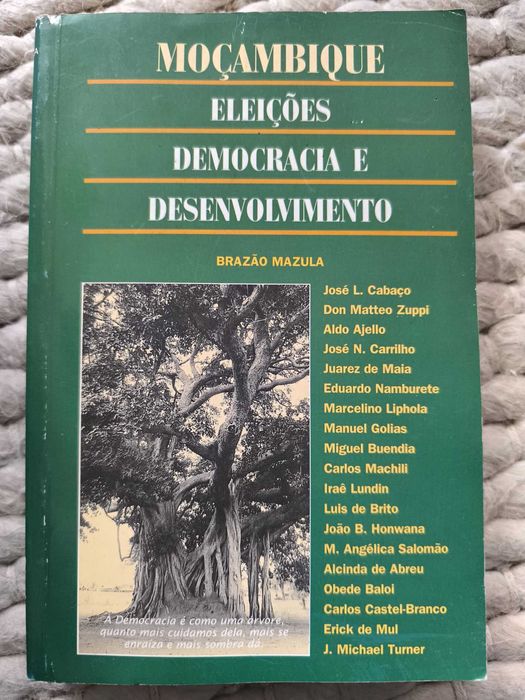 MOÇAMBIQUE
ELEIÇÕES
DEMOCRACIA E
DESENVOLVIMENTO
BRAZÃO MAZULA
José L. Cabaço
Don Matteo Zuppi
Aldo Ajello
José N. Carrilho
Juarez de Maia
Eduardo Namburete
Marcelino Liphola
Manuel Golias
Miguel Buendia
Carlos Machili
Iraê Lundin
Luis de Brito
João B. Honwana
M. Angélica Salomão
Alcinda de Abreu
Obede Baloi
Carlos Castel-Branco
Erick de Mul
J. Michael Turner
A Democracia é como uma árvore,
quanto mais cuidamos dela, mais se
enraíza e mais sombra dá.